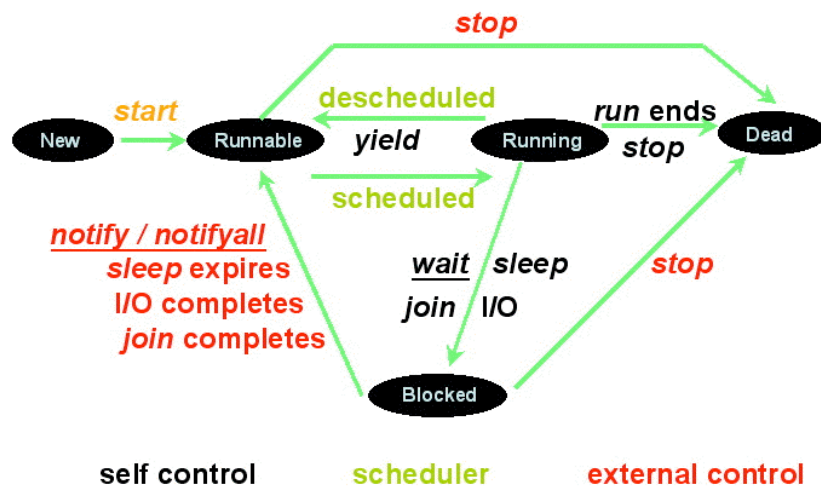 stop
start
descheduled
run ends
New
Runnable
yield
Running
stop
Dead
scheduled
notify / notifyall
sleep expires
I/O completes
join completes
wait sleep
join I/O
stop
Blocked
self control
scheduler
external control